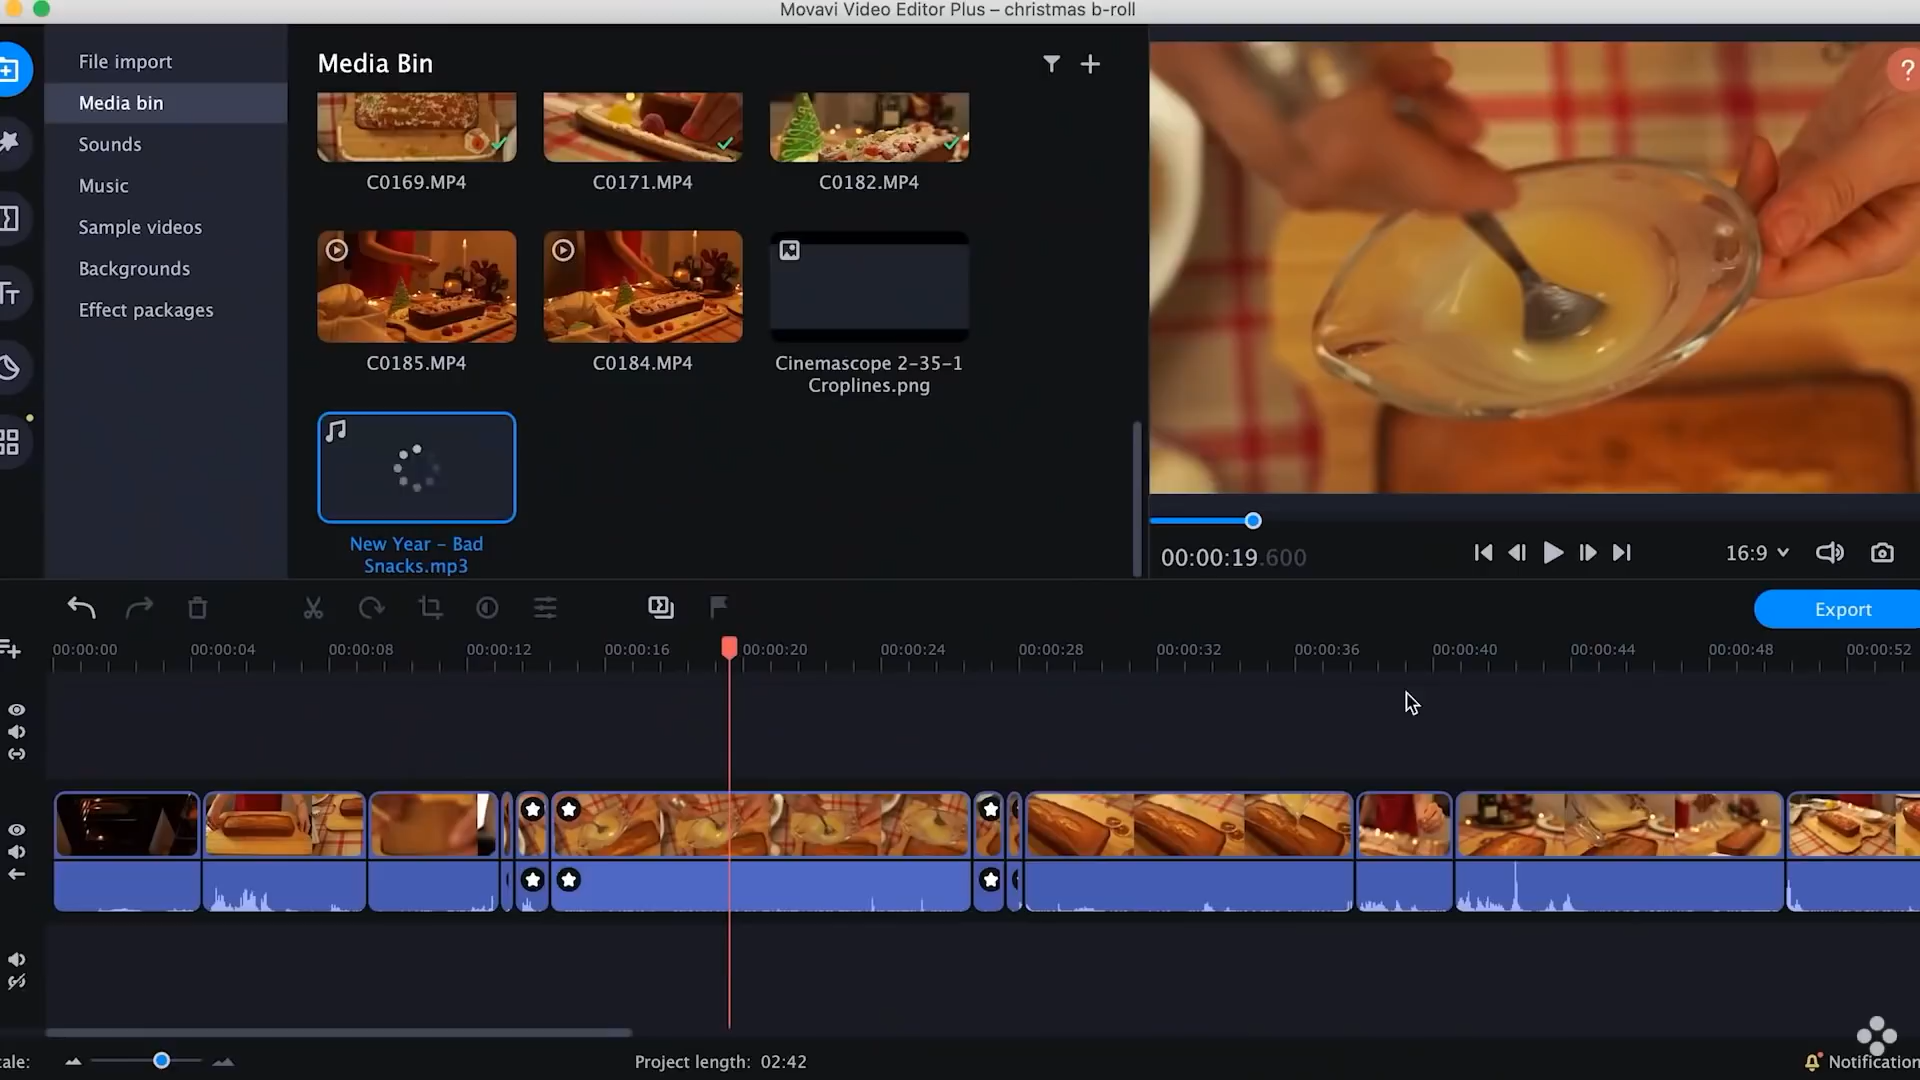 Movavi Video Editor Plus – christmas b-roll
File import
Media bin
Sounds
Music
Sample videos
Backgrounds
Effect packages
Media Bin
C0169.MP4
C0171.MP4
C0182.MP4
C0185.MP4
C0184.MP4
Cinemascope 2-35-1
Croplines.png
New Year – Bad
Snacks.mp3
?
00:00:19.600
16:9
Export
00:00:00
00:00:04
00:00:08
00:00:12
00:00:16
00:00:20
00:00:24
00:00:28
00:00:32
00:00:36
00:00:40
00:00:44
00:00:48
00:00:52
ale:
Project length: 02:42
Notification